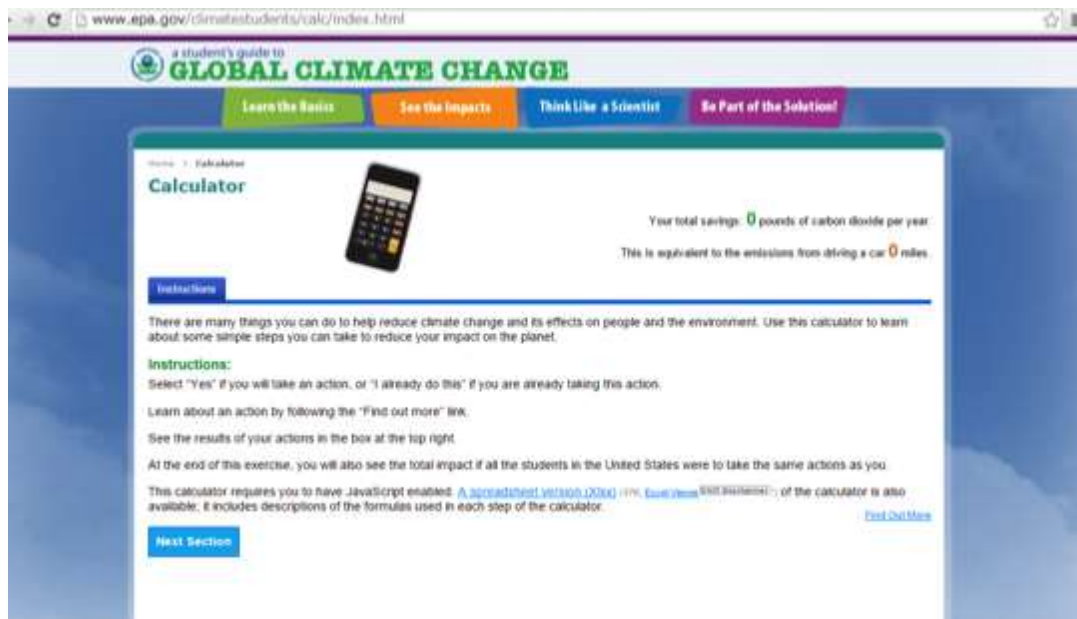 www.epa.gov/climatestudents/calc/index.html
a student's guide to
GLOBAL CLIMATE CHANGE
Learn the Basics See the Impacts Think Like a Scientist Be Part of the Solution!
Home > Calculator
Calculator
Your total savings: 0 pounds of carbon dioxide per year.
This is equivalent to the emissions from driving a car 0 miles.
Instructions
There are many things you can do to help reduce climate change and its effects on people and the environment. Use this calculator to learn
about some simple steps you can take to reduce your impact on the planet.
Instructions:
Select "Yes" if you will take an action, or "I already do this" if you are already taking this action.
Learn about an action by following the "Find out more" link.
See the results of your actions in the box at the top right.
At the end of this exercise, you will also see the total impact if all the students in the United States were to take the same actions as you.
This calculator requires you to have JavaScript enabled. A spreadsheet version (Xlsx) Excel Viewer of the calculator is also
available; it includes descriptions of the formulas used in each step of the calculator.
Find Out More
Next Section